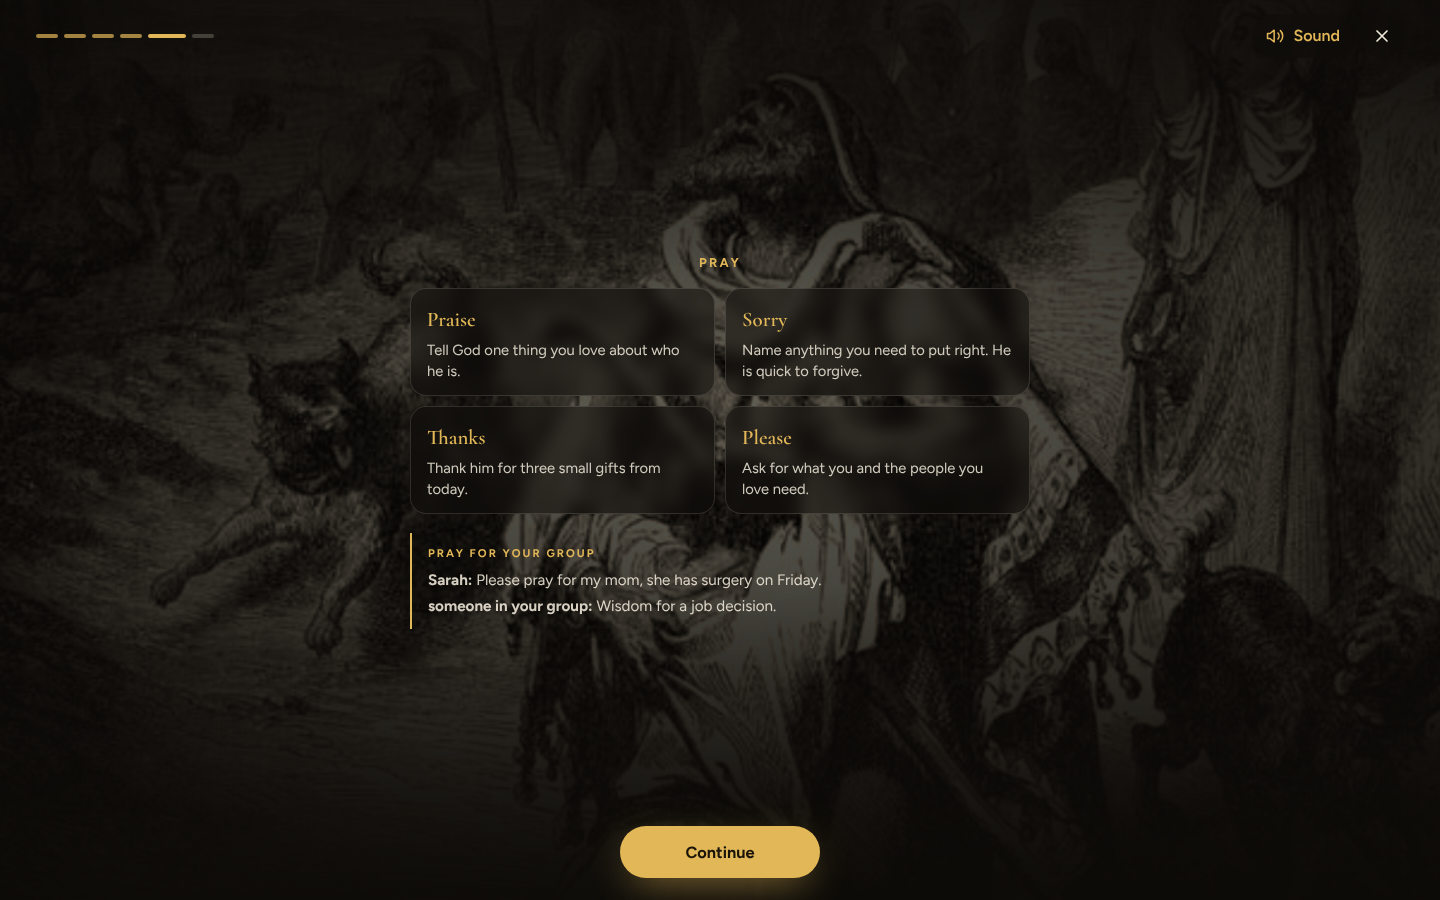 Sound
PRAY
Praise
Tell God one thing you love about who
he is.
Sorry
Name anything you need to put right. He
is quick to forgive.
Thanks
Thank him for three small gifts from
today.
Please
Ask for what you and the people you
love need.
PRAY FOR YOUR GROUP
Sarah: Please pray for my mom, she has surgery on Friday.
someone in your group: Wisdom for a job decision.
Continue